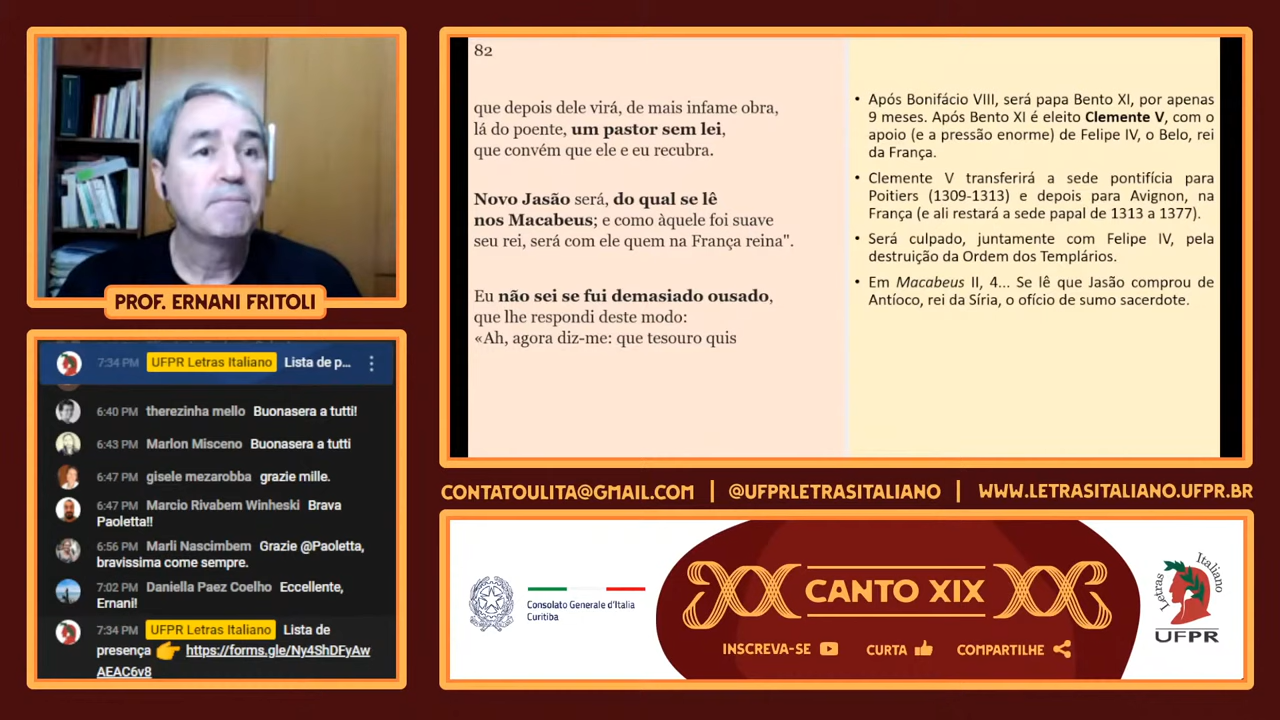 PROF. ERNANI FRITOLI
7:34 PM UFPR Letras Italiano Lista de p...
6:40 PM therezinha mello Buonasera a tutti!
6:43 PM Marlon Misceno Buonasera a tutti
6:47 PM gisele mezarobba grazie mille.
6:47 PM Marcio Rivabem Winheski Brava
Paoletta!!
6:56 PM Marli Nascimbem Grazie @Paoletta,
bravissima come sempre.
7:02 PM Daniella Paez Coelho Eccellente,
Ernani!
7:34 PM UFPR Letras Italiano Lista de
presença 👉 https://forms.gle/Ny4ShDFyAw
AEAC6v8
82
que depois dele virá, de mais infame obra,
lá do poente, um pastor sem lei,
que convém que ele e eu recubra.
Novo Jasão será, do qual se lê
nos Macabeus; e como àquele foi suave
seu rei, será com ele quem na França reina".
Eu não sei se fui demasiado ousado,
que lhe respondi deste modo:
«Ah, agora diz-me: que tesouro quis
• Após Bonifácio VIII, será papa Bento XI, por apenas
9 meses. Após Bento XI é eleito Clemente V, com o
apoio (e a pressão enorme) de Felipe IV, o Belo, rei
da França.
• Clemente V transferirá a sede pontifícia para
Poitiers (1309-1313) e depois para Avignon, na
França (e ali restará a sede papal de 1313 a 1377).
• Será culpado, juntamente com Felipe IV, pela
destruição da Ordem dos Templários.
• Em Macabeus II, 4... Se lê que Jasão comprou de
Antíoco, rei da Síria, o ofício de sumo sacerdote.
CONTATOULITA@GMAIL.COM | @UFPRLETRASITALIANO | WWW.LETRASITALIANO.UFPR.BR
Consolato Generale d'Italia
Curitiba
CANTO XIX
INSCREVA-SE CURTA COMPARTILHE
Letras Italiano
UFPR